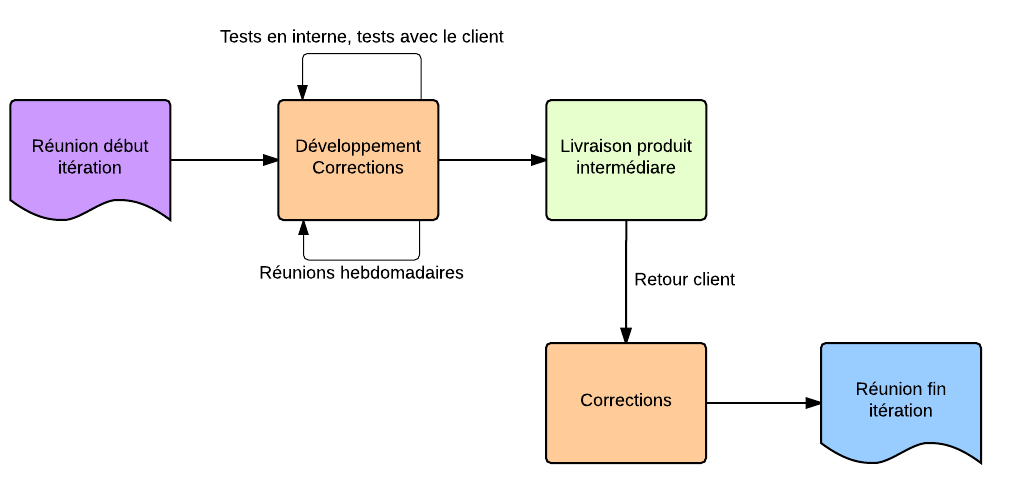 Tests en interne, tests avec le client
Réunion début
itération
Développement
Corrections
Livraison produit
intermédiare
Réunions hebdomadaires
Retour client
Corrections
Réunion fin
itération